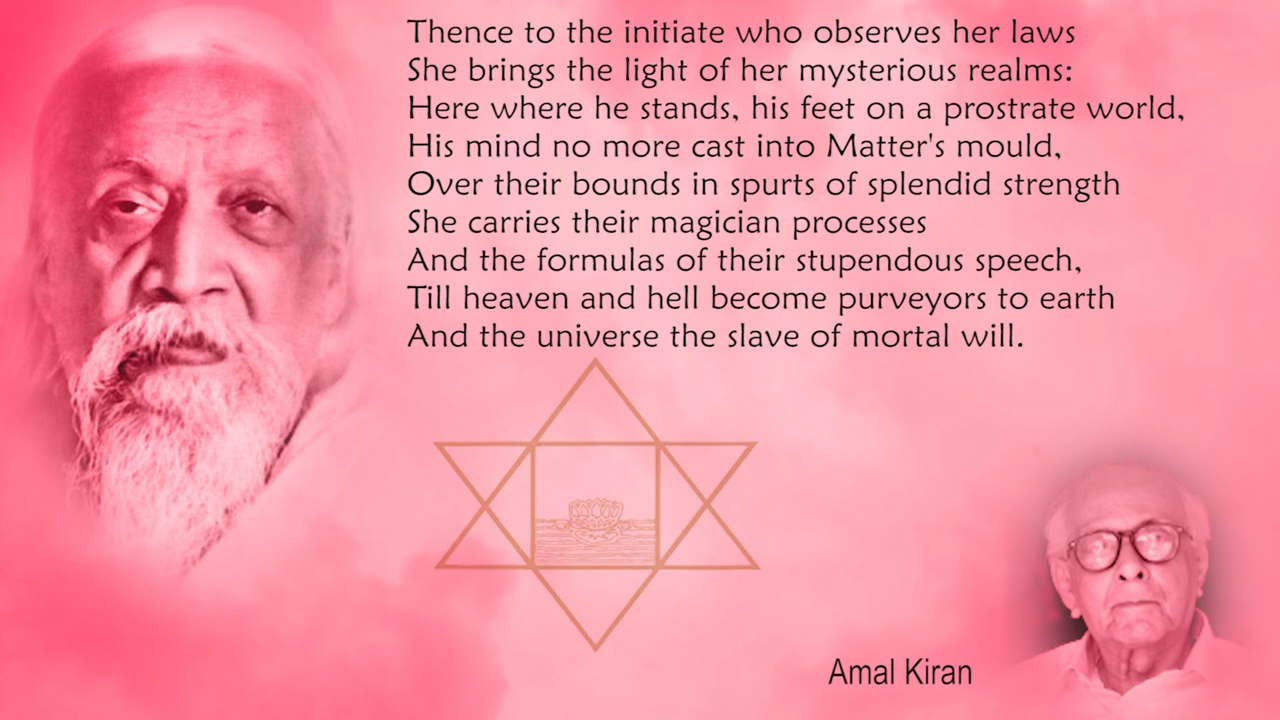 Thence to the initiate who observes her laws
She brings the light of her mysterious realms:
Here where he stands, his feet on a prostrate world,
His mind no more cast into Matter's mould,
Over their bounds in spurts of splendid strength
She carries their magician processes
And the formulas of their stupendous speech,
Till heaven and hell become purveyors to earth
And the universe the slave of mortal will.
Amal Kiran